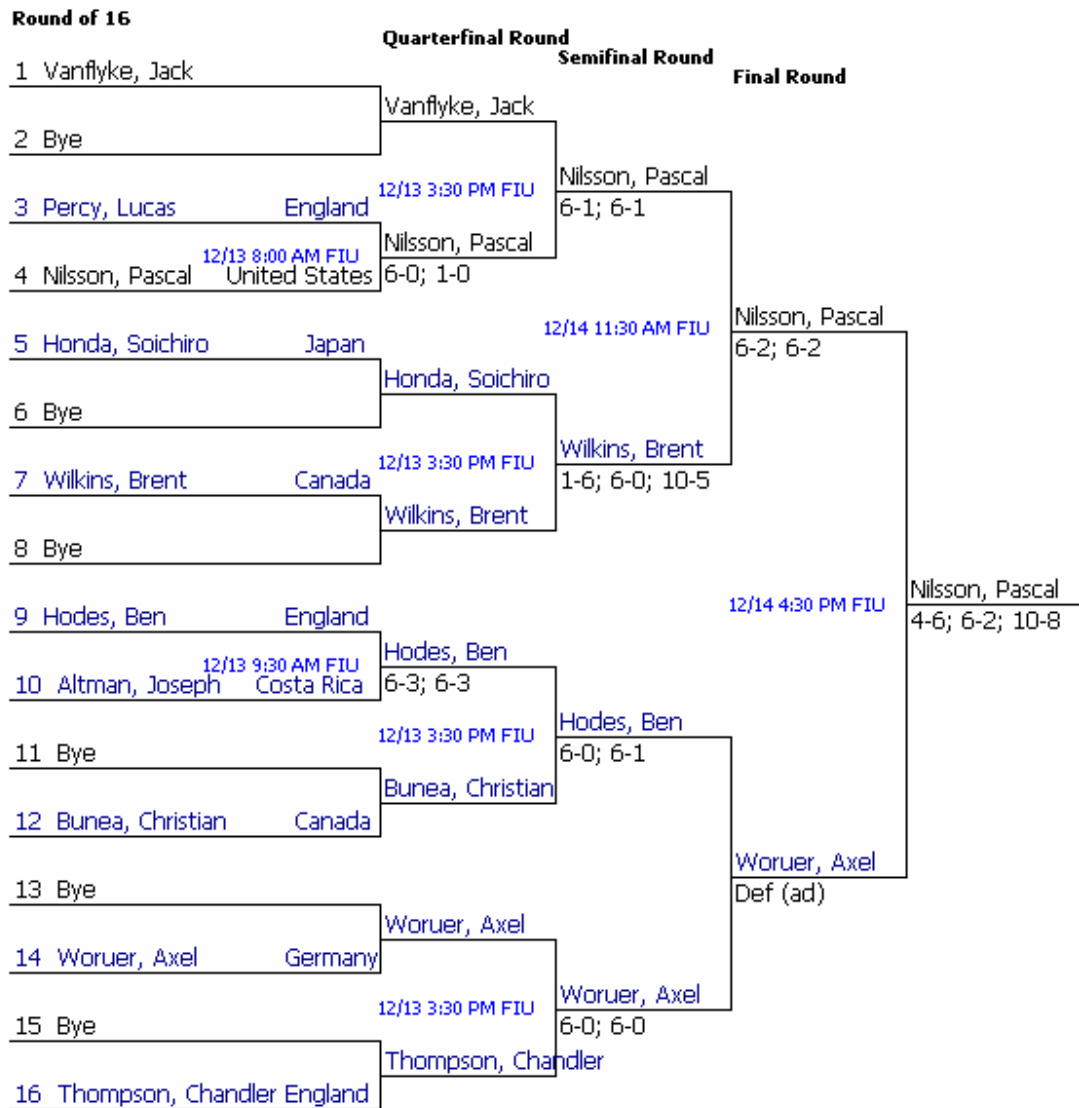 Round of 16
Quarterfinal Round
Semifinal Round
Final Round
1 Vanflyke, Jack
Vanflyke, Jack
2 Bye
12/13 3:30 PM FIU
Nilsson, Pascal
6-1; 6-1
3 Percy, Lucas England
12/13 8:00 AM FIU
Nilsson, Pascal
6-0; 1-0
4 Nilsson, Pascal United States
12/14 11:30 AM FIU
Nilsson, Pascal
6-2; 6-2
5 Honda, Soichiro Japan
Honda, Soichiro
6 Bye
12/13 3:30 PM FIU
Wilkins, Brent
1-6; 6-0; 10-5
7 Wilkins, Brent Canada
Wilkins, Brent
8 Bye
12/14 4:30 PM FIU
Nilsson, Pascal
4-6; 6-2; 10-8
9 Hodes, Ben England
12/13 9:30 AM FIU
Hodes, Ben
6-3; 6-3
10 Altman, Joseph Costa Rica
12/13 3:30 PM FIU
Hodes, Ben
6-0; 6-1
11 Bye
Bunea, Christian
12 Bunea, Christian Canada
Woruer, Axel
Def (ad)
13 Bye
Woruer, Axel
14 Woruer, Axel Germany
12/13 3:30 PM FIU
Woruer, Axel
6-0; 6-0
15 Bye
Thompson, Chandler
16 Thompson, Chandler England